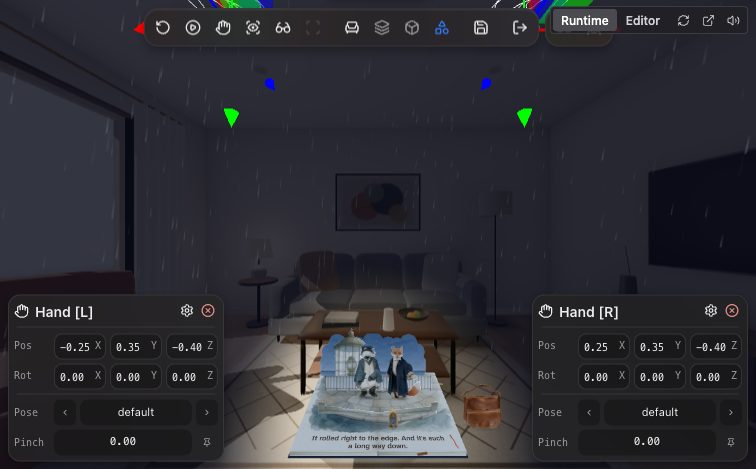 Runtime Editor
Hand [L]
Pos −0.25 X 0.35 Y −0.40 Z
Rot 0.00 X 0.00 Y 0.00 Z
Pose ‹ default ›
Pinch 0.00
Hand [R]
Pos 0.25 X 0.35 Y −0.40 Z
Rot 0.00 X 0.00 Y 0.00 Z
Pose ‹ default ›
Pinch 0.00
It rolled right to the edge. And it's such
a long way down.